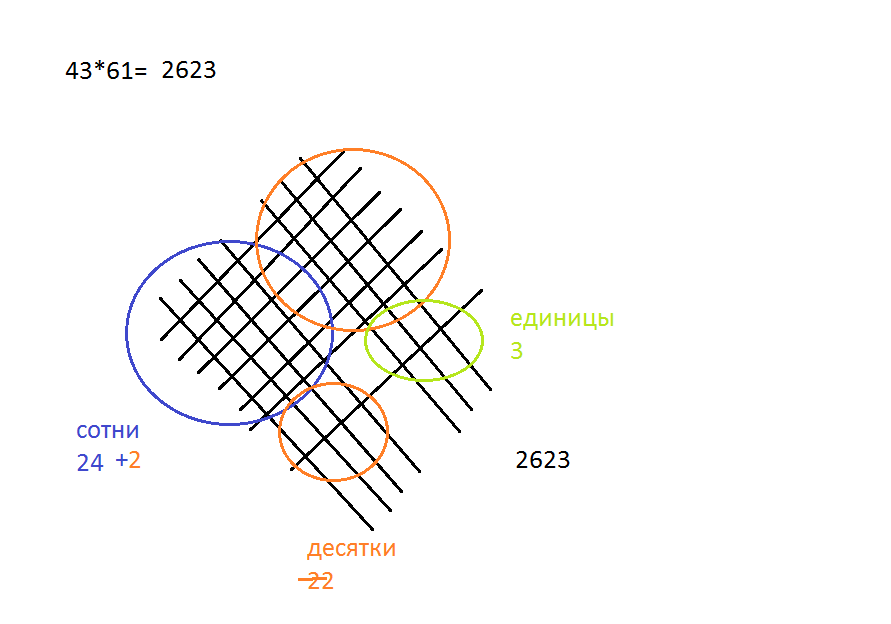 43*61= 2623
единицы
3
сотни
24 +2
2623
десятки
22